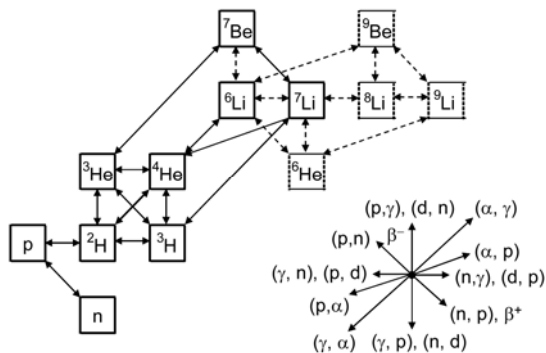 ⁷Be ⁹Be
⁶Li ⁷Li ⁸Li ⁹Li
³He ⁴He ⁶He
(p,γ), (d, n) (α, γ)
(p,n) β⁻
p ²H ³H (α, p)
(γ, n), (p, d) (n,γ), (d, p)
(p,α) (n, p), β⁺
n
(γ, α) (γ, p), (n, d)